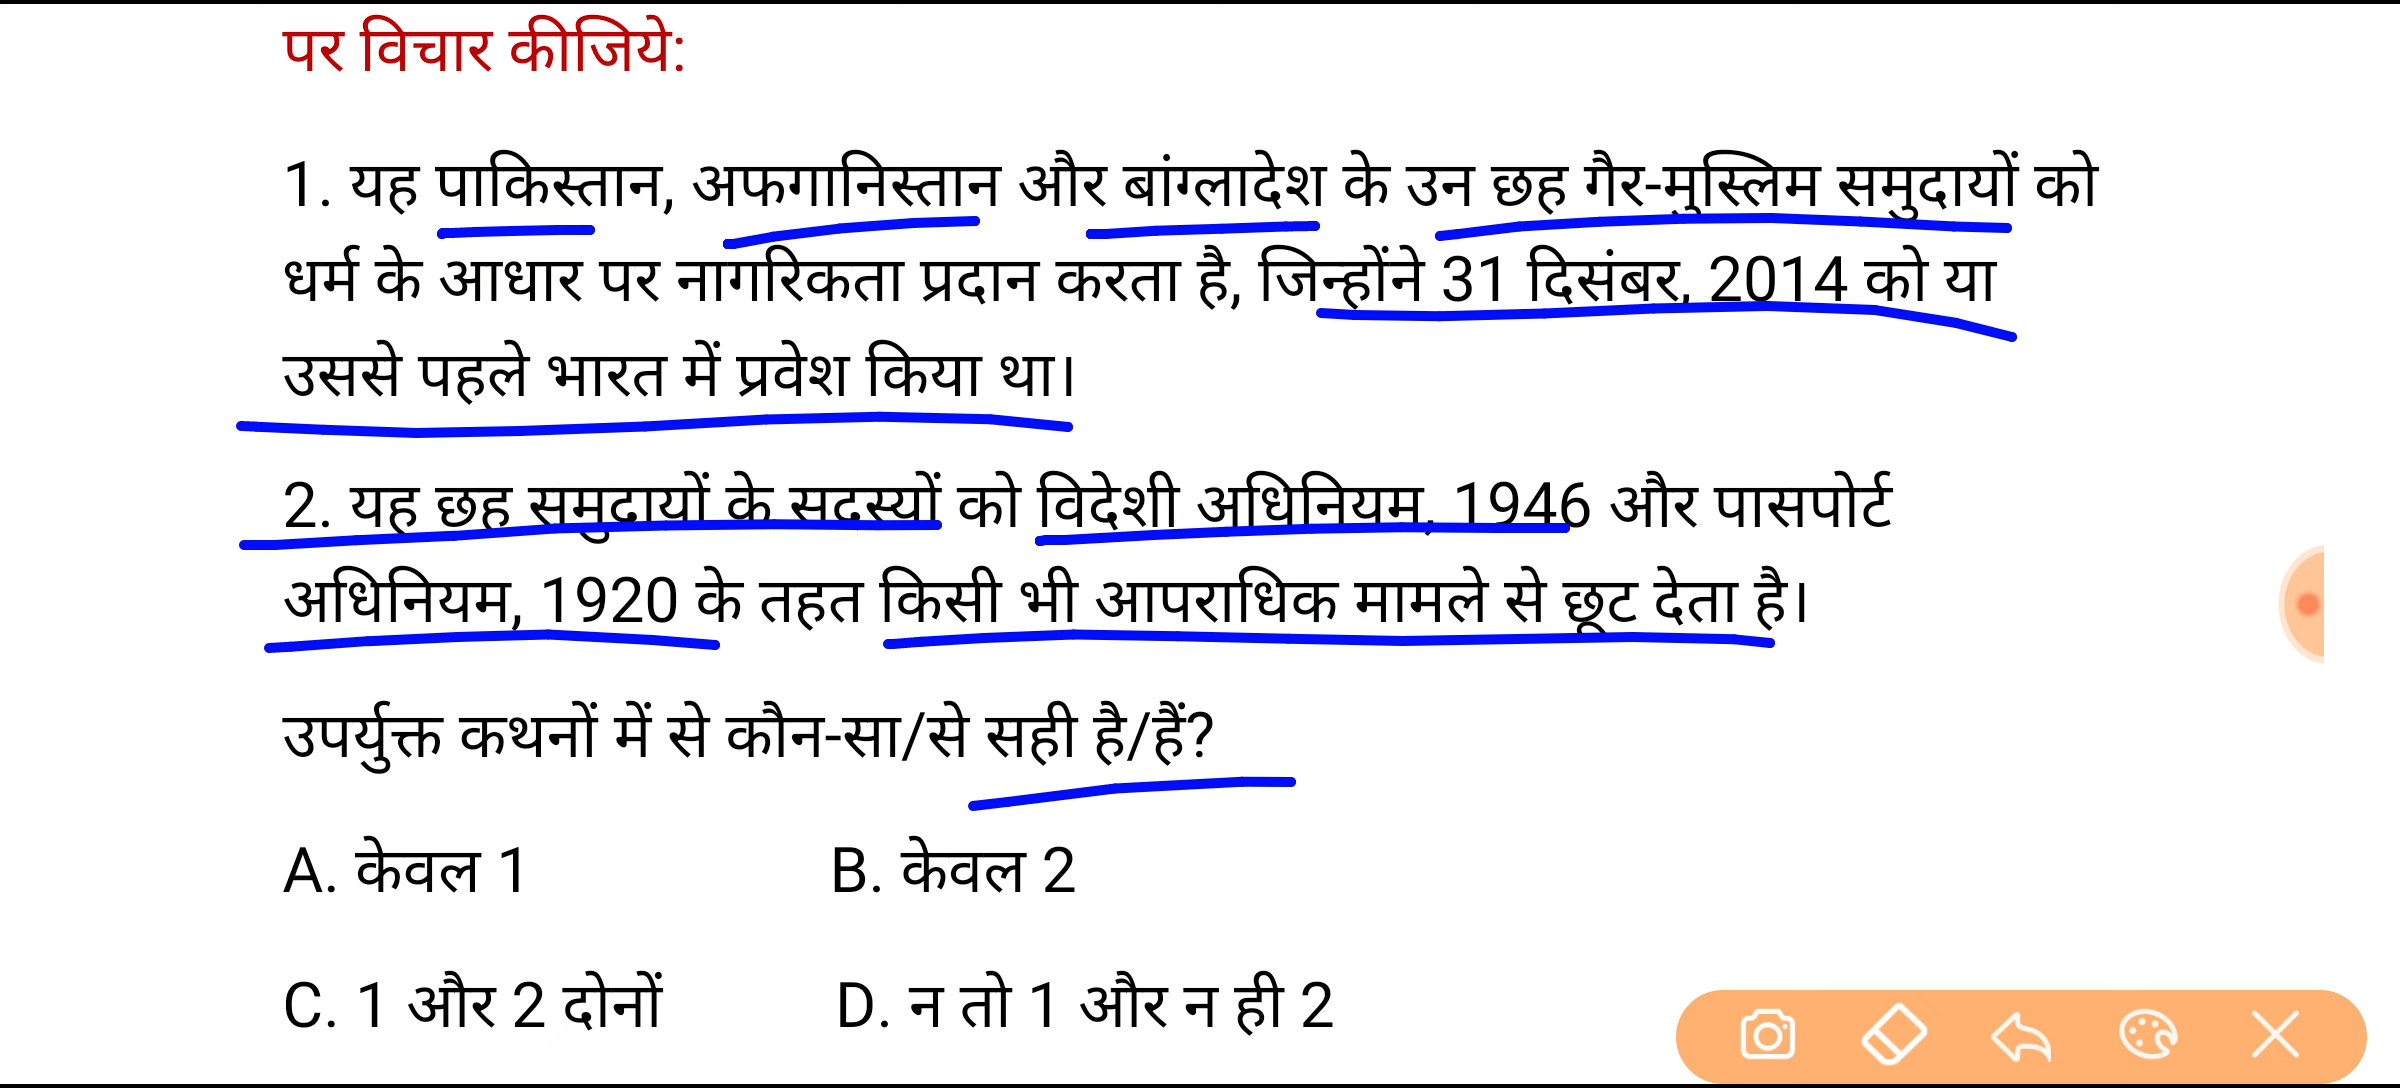 पर विचार कीजिये:
1. यह पाकिस्तान, अफगानिस्तान और बांग्लादेश के उन छह गैर-मुस्लिम समुदायों को
धर्म के आधार पर नागरिकता प्रदान करता है, जिन्होंने 31 दिसंबर, 2014 को या
उससे पहले भारत में प्रवेश किया था।
2. यह छह समुदायों के सदस्यों को विदेशी अधिनियम, 1946 और पासपोर्ट
अधिनियम, 1920 के तहत किसी भी आपराधिक मामले से छूट देता है।
उपर्युक्त कथनों में से कौन-सा/से सही है/हैं?
A. केवल 1 B. केवल 2
C. 1 और 2 दोनों D. न तो 1 और न ही 2